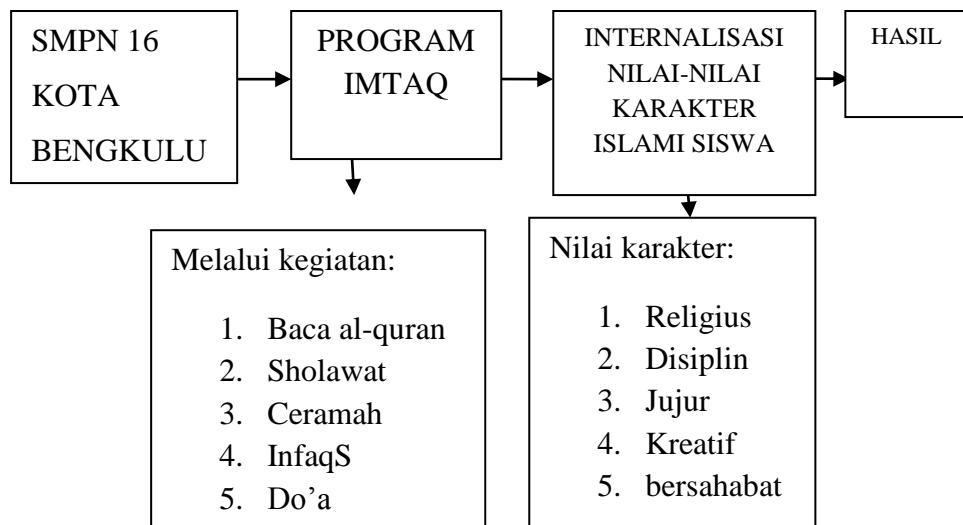 SMPN 16
KOTA
BENGKULU
PROGRAM
IMTAQ
INTERNALISASI
NILAI-NILAI
KARAKTER
ISLAMI SISWA
HASIL
Melalui kegiatan:
1. Baca al-quran
2. Sholawat
3. Ceramah
4. InfaqS
5. Do’a
Nilai karakter:
1. Religius
2. Disiplin
3. Jujur
4. Kreatif
5. bersahabat